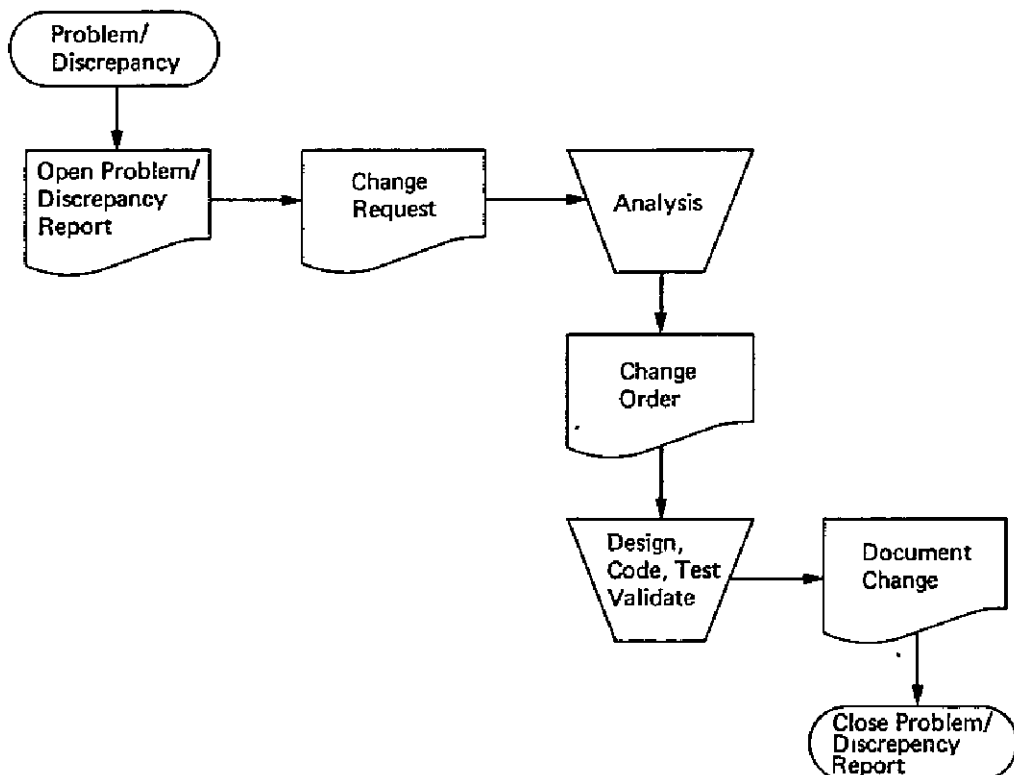 Problem/
Discrepancy
Open Problem/
Discrepancy
Report
Change
Request
Analysis
Change
Order
Design,
Code, Test
Validate
Document
Change
Close Problem/
Discrepency
Report